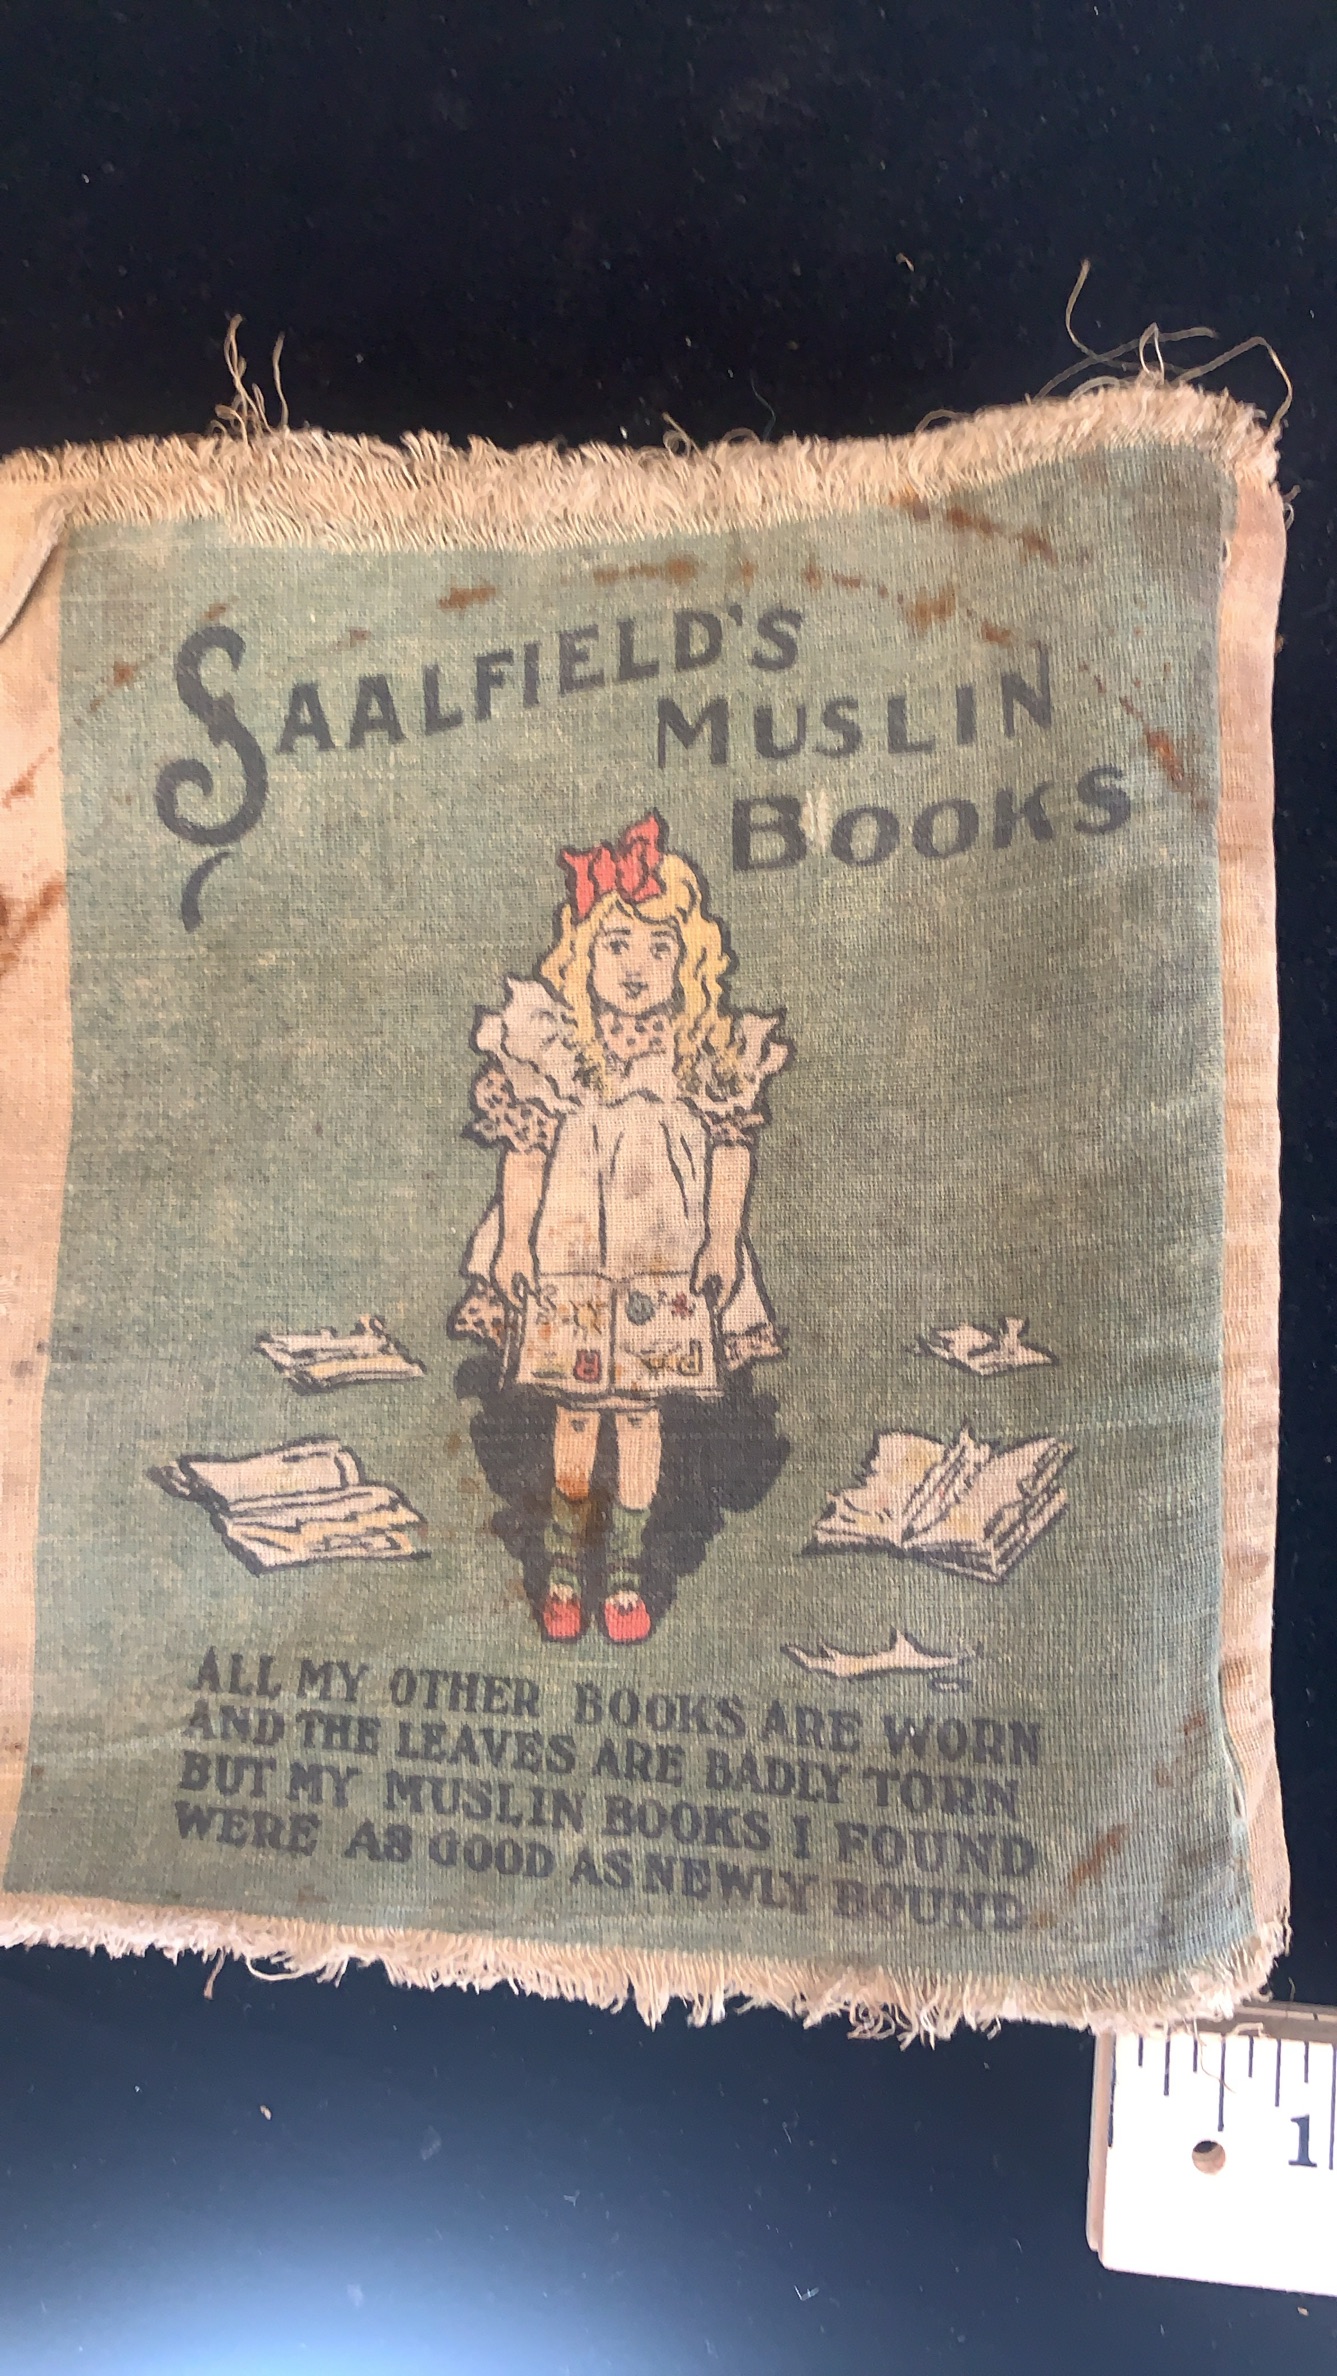 SAALFIELD'S
MUSLIN
BOOKS
ALL MY OTHER BOOKS ARE WORN
AND THE LEAVES ARE BADLY TORN
BUT MY MUSLIN BOOKS I FOUND
WERE AS GOOD AS NEWLY BOUND
1